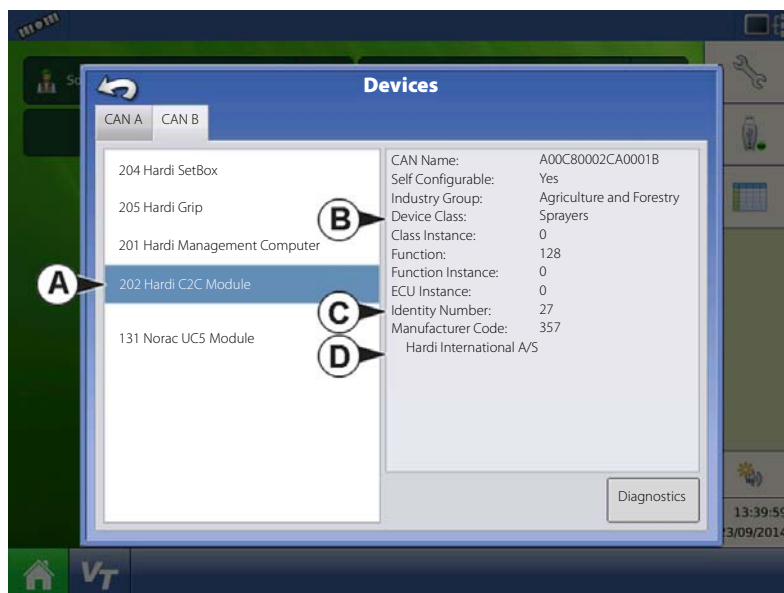 mom
So
Devices
CAN A
CAN B
204 Hardi SetBox
205 Hardi Grip
201 Hardi Management Computer
202 Hardi C2C Module
131 Norac UC5 Module
A
B
C
D
CAN Name: A00C80002CA0001B
Self Configurable: Yes
Industry Group: Agriculture and Forestry
Device Class: Sprayers
Class Instance: 0
Function: 128
Function Instance: 0
ECU Instance: 0
Identity Number: 27
Manufacturer Code: 357
Hardi International A/S
Diagnostics
13:39:59
23/09/2014
VT